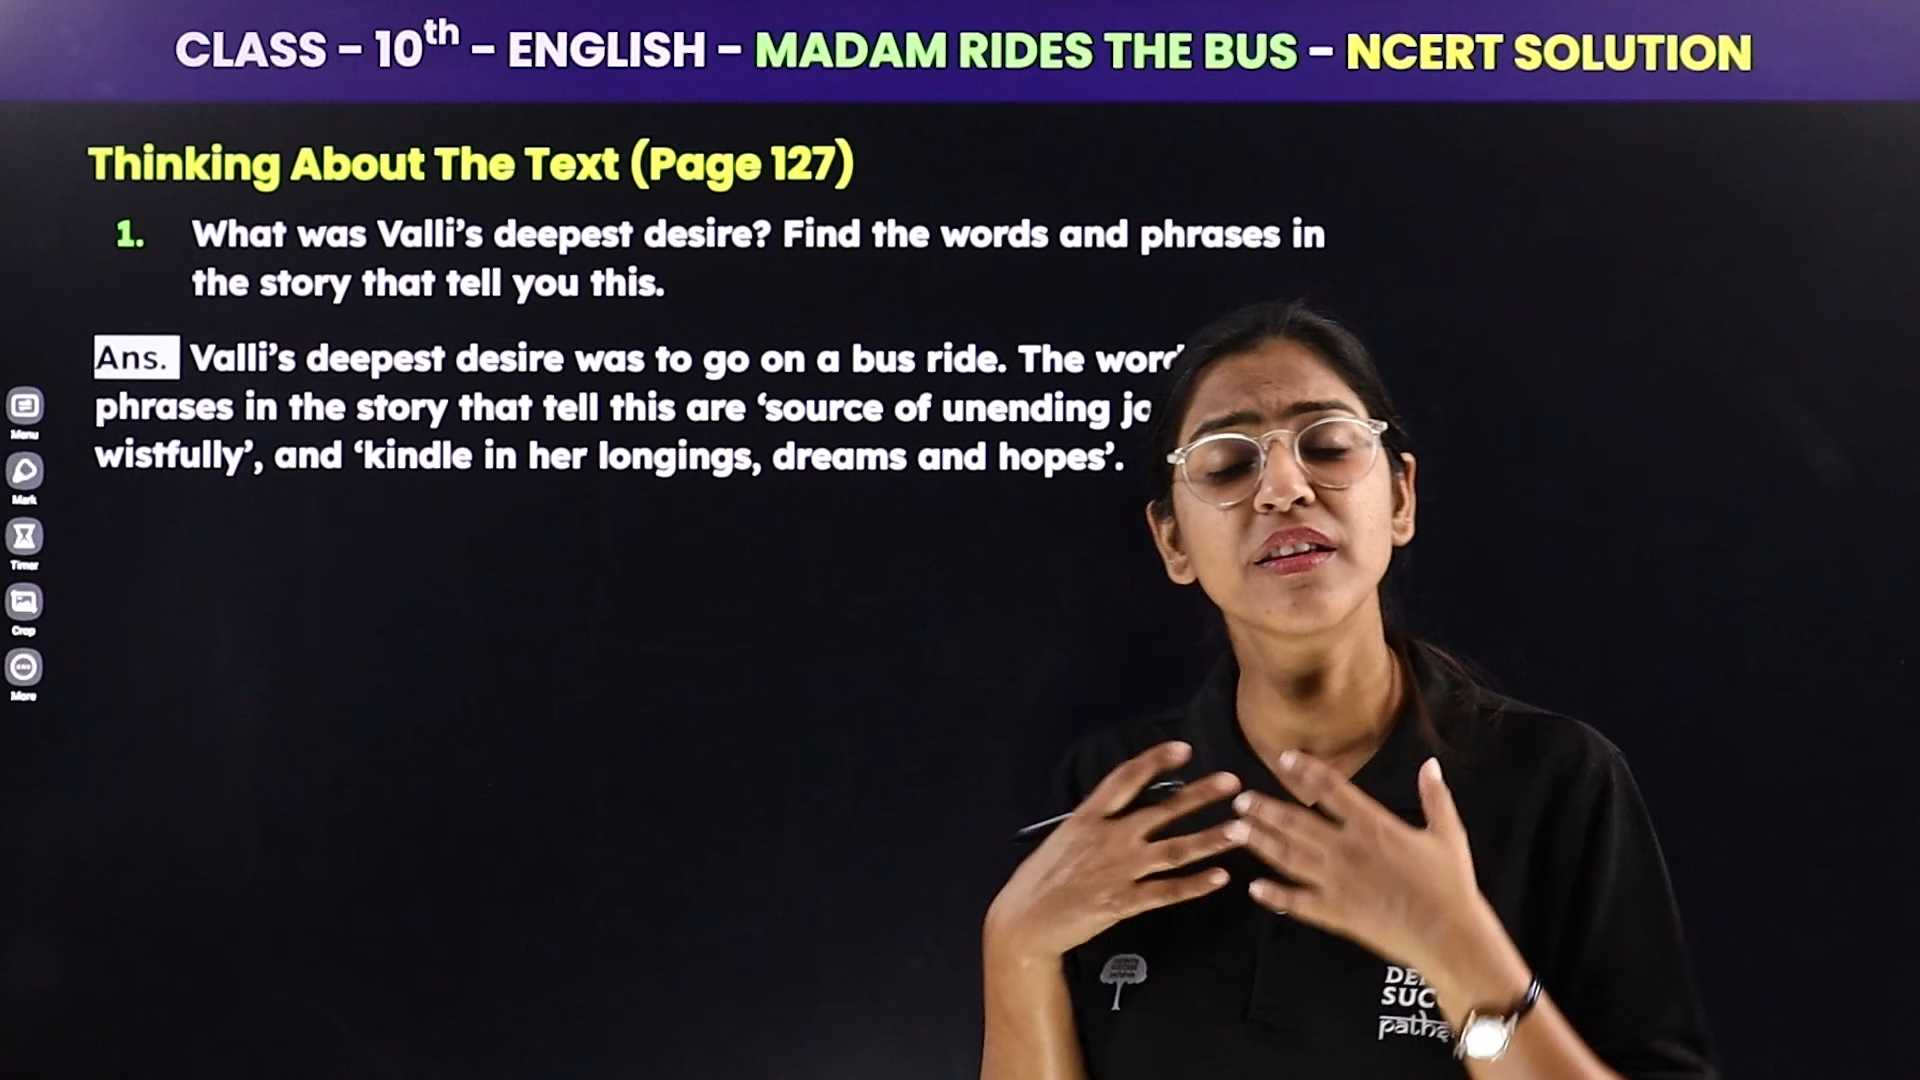 CLASS – 10th – ENGLISH – MADAM RIDES THE BUS – NCERT SOLUTION
Thinking About The Text (Page 127)
1. What was Valli's deepest desire? Find the words and phrases in
the story that tell you this.
Ans. Valli's deepest desire was to go on a bus ride. The
phrases in the story that tell this are 'source of unending
wistfully', and 'kindle in her longings, dreams and hopes'.
Menu
Mark
Timer
Crop
More